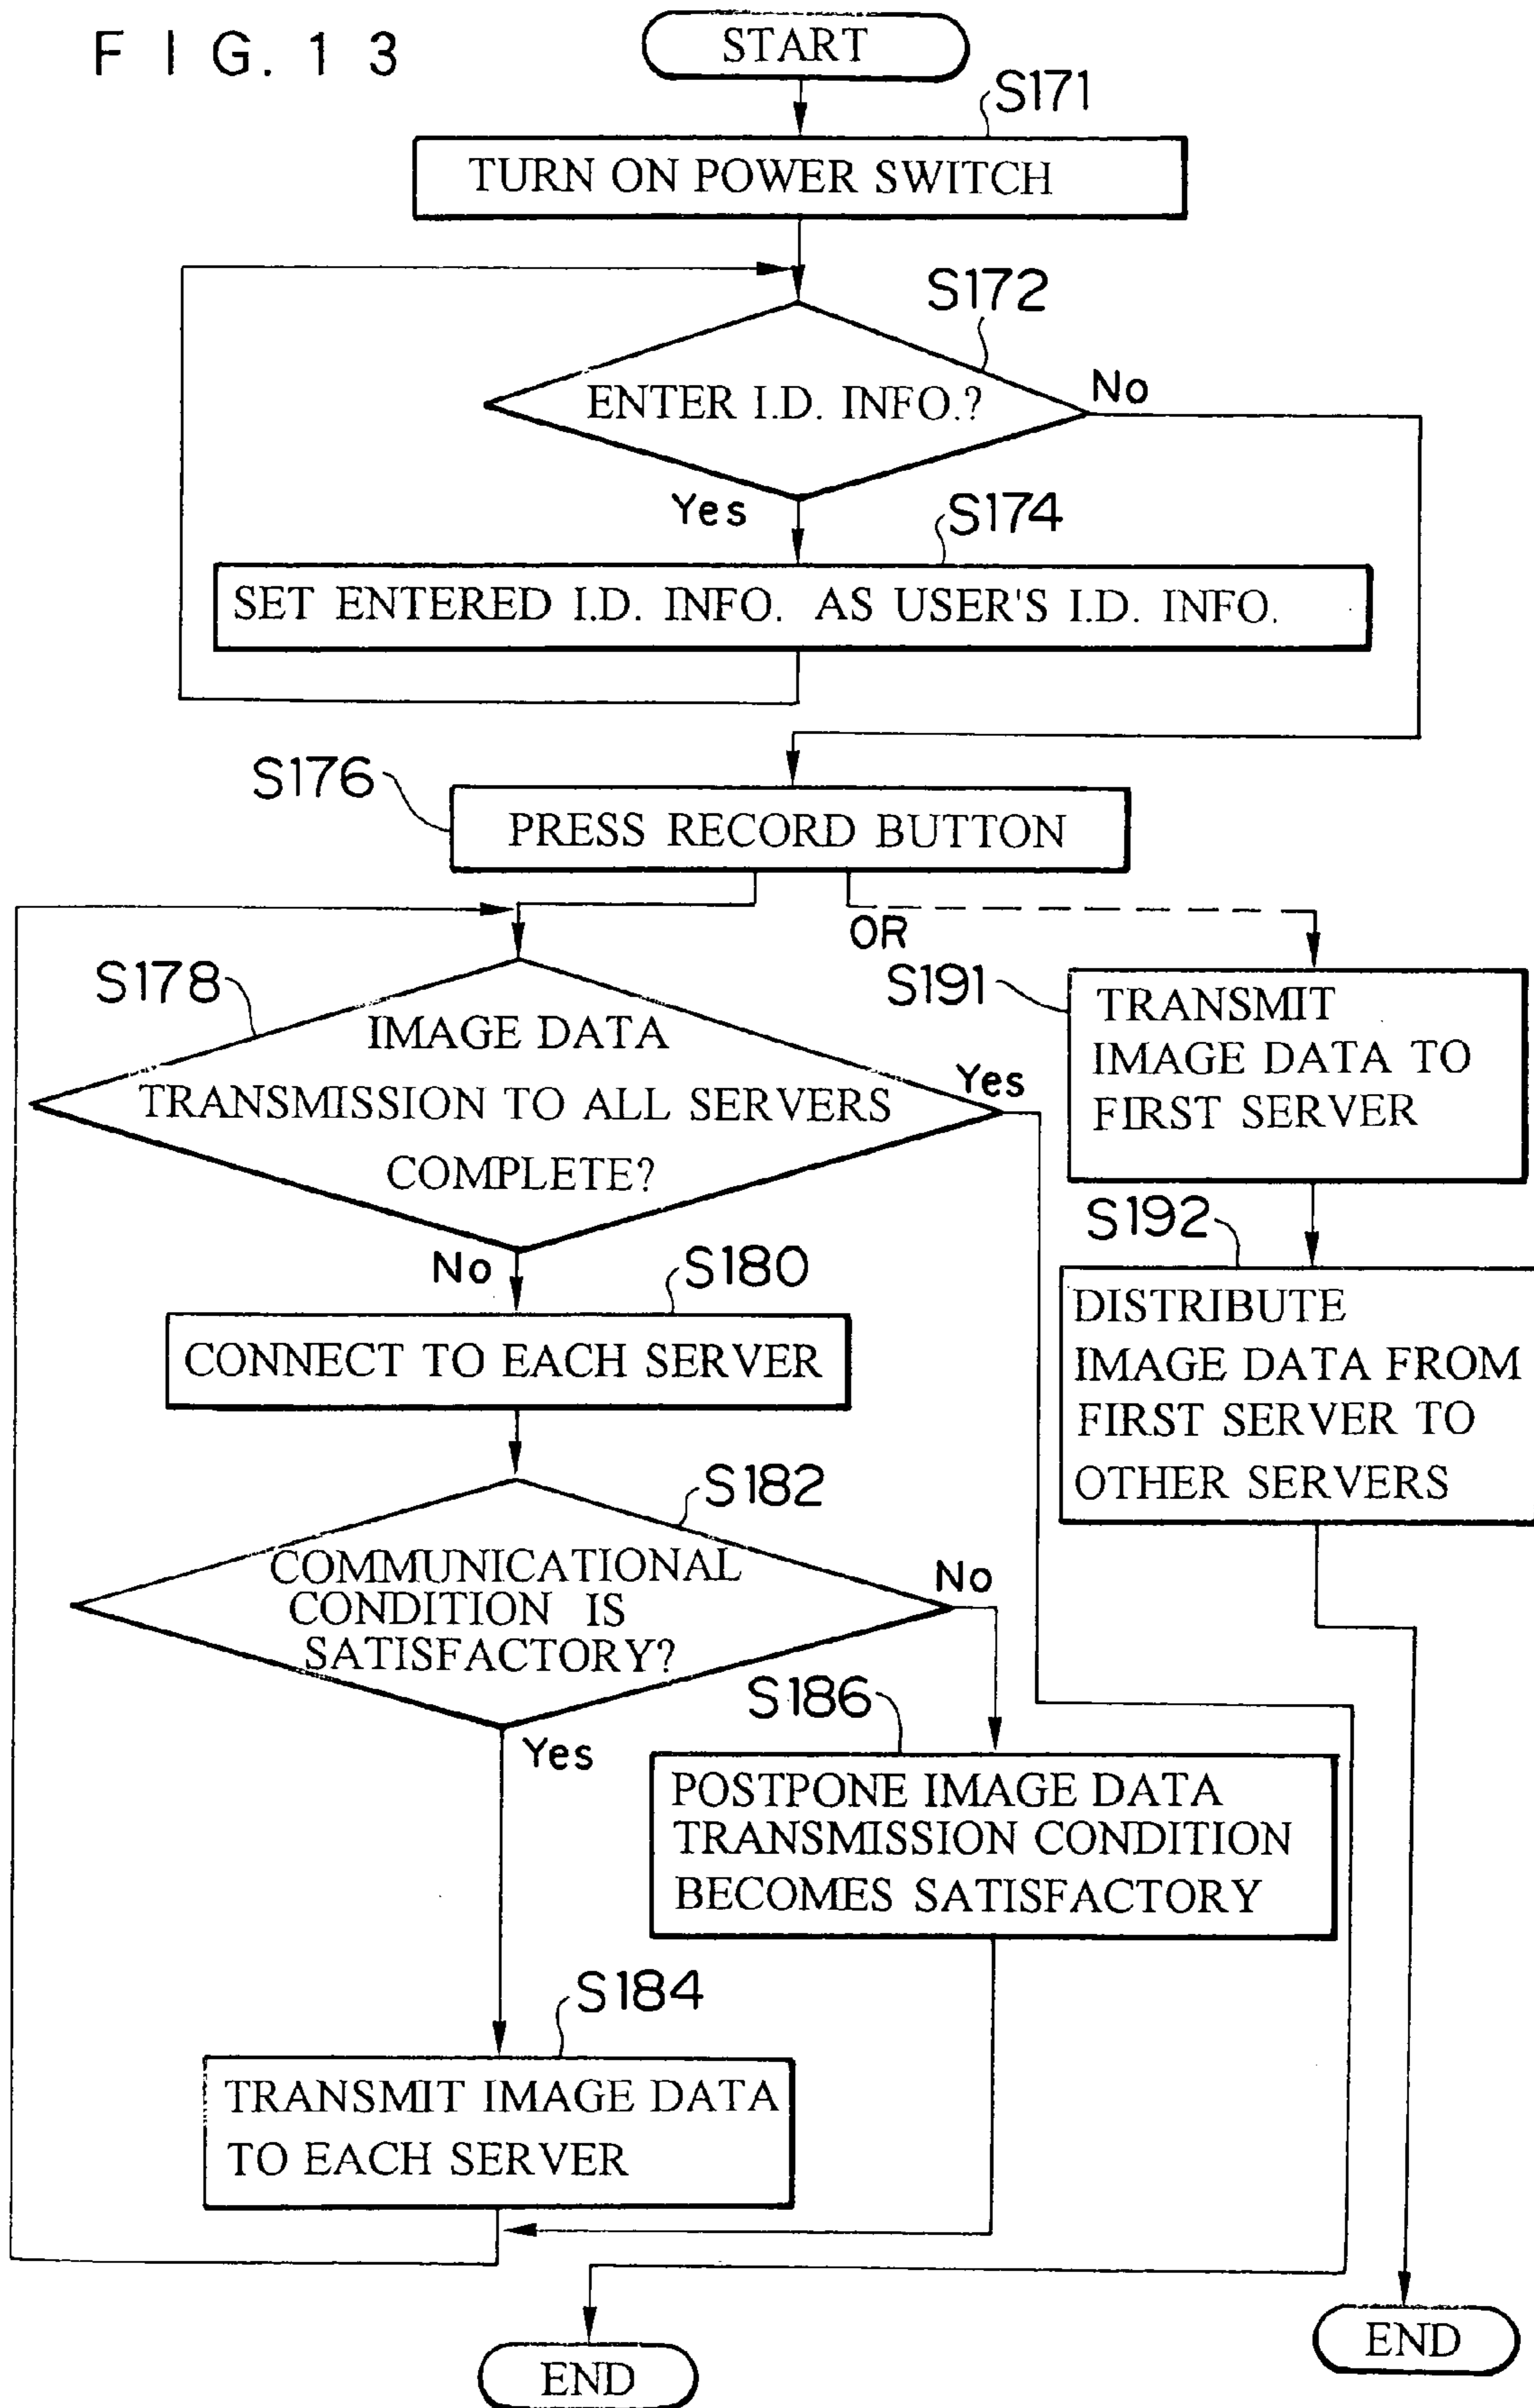 FIG. 13
START
S171
TURN ON POWER SWITCH
S172
ENTER I.D. INFO.?
No
Yes
S174
SET ENTERED I.D. INFO. AS USER'S I.D. INFO.
S176
PRESS RECORD BUTTON
OR
S178
IMAGE DATA
TRANSMISSION TO ALL SERVERS
COMPLETE?
Yes
No
S191
TRANSMIT
IMAGE DATA TO
FIRST SERVER
S192
DISTRIBUTE
IMAGE DATA FROM
FIRST SERVER TO
OTHER SERVERS
S180
CONNECT TO EACH SERVER
S182
COMMUNICATIONAL
CONDITION IS
SATISFACTORY?
No
Yes
S186
POSTPONE IMAGE DATA
TRANSMISSION CONDITION
BECOMES SATISFACTORY
S184
TRANSMIT IMAGE DATA
TO EACH SERVER
END
END